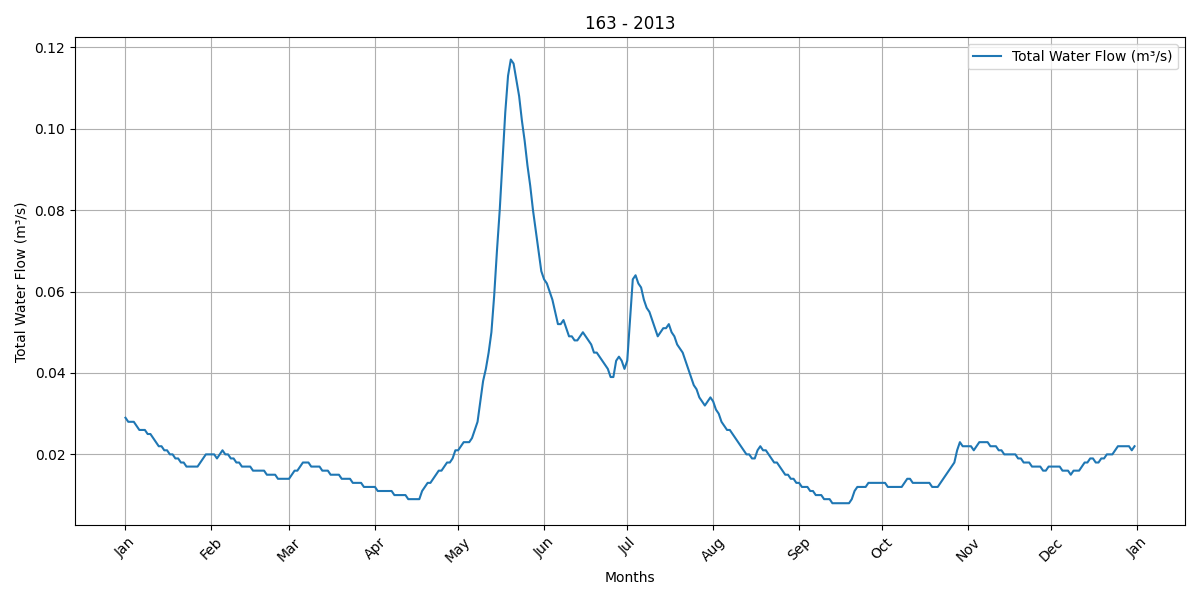 163 - 2013
Total Water Flow (m³/s)
0.12
0.10
0.08
0.06
0.04
0.02
Total Water Flow (m³/s)
Jan
Feb
Mar
Apr
May
Jun
Jul
Aug
Sep
Oct
Nov
Dec
Jan
Months